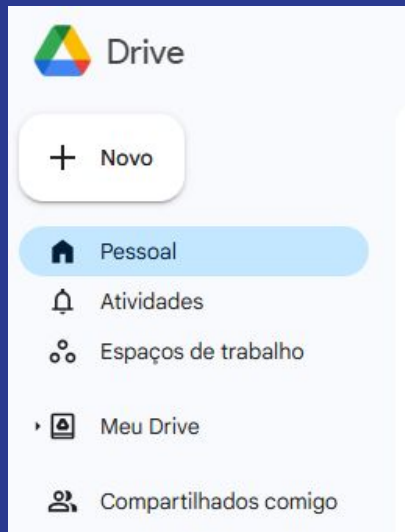 Drive
Novo
Pessoal
Atividades
Espaços de trabalho
Meu Drive
Compartilhados comigo